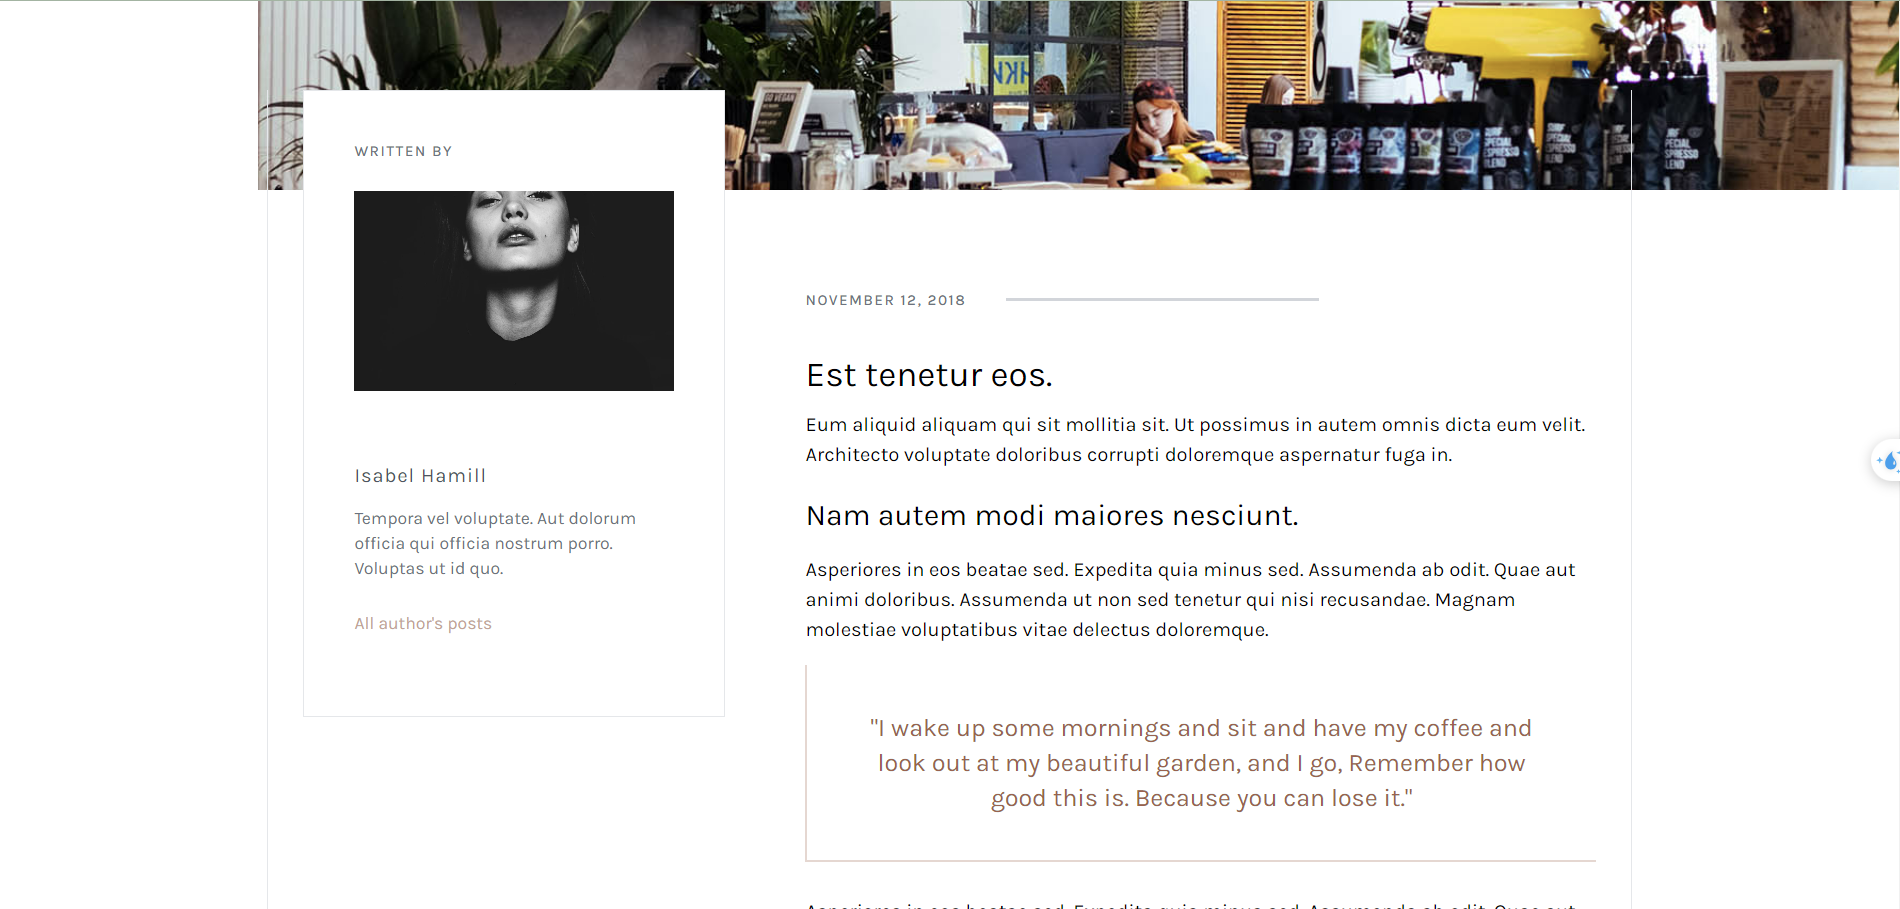 GO VEGAN
SPECIAL
ESPRESSO
BLEND
WRITTEN BY
NOVEMBER 12, 2018
Est tenetur eos.
Eum aliquid aliquam qui sit mollitia sit. Ut possimus in autem omnis dicta eum velit.
Architecto voluptate doloribus corrupti doloremque aspernatur fuga in.
Isabel Hamill
Tempora vel voluptate. Aut dolorum
officia qui officia nostrum porro.
Voluptas ut id quo.
All author's posts
Nam autem modi maiores nesciunt.
Asperiores in eos beatae sed. Expedita quia minus sed. Assumenda ab odit. Quae aut
animi doloribus. Assumenda ut non sed tenetur qui nisi recusandae. Magnam
molestiae voluptatibus vitae delectus doloremque.
"I wake up some mornings and sit and have my coffee and
look out at my beautiful garden, and I go, Remember how
good this is. Because you can lose it."